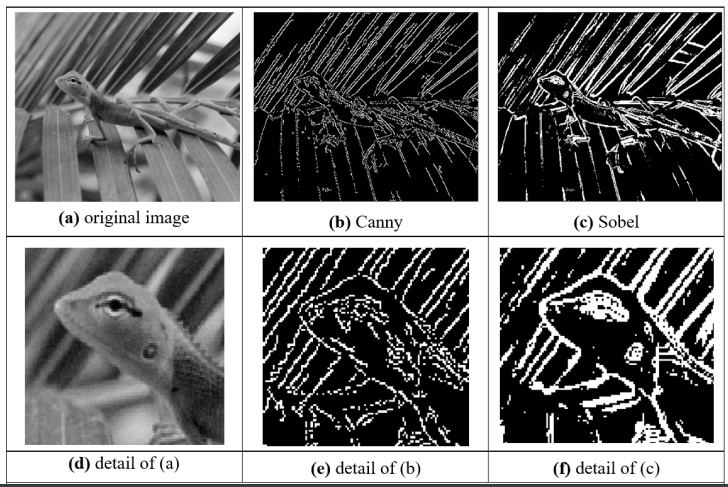 (a) original image
(b) Canny
(c) Sobel
(d) detail of (a)
(e) detail of (b)
(f) detail of (c)